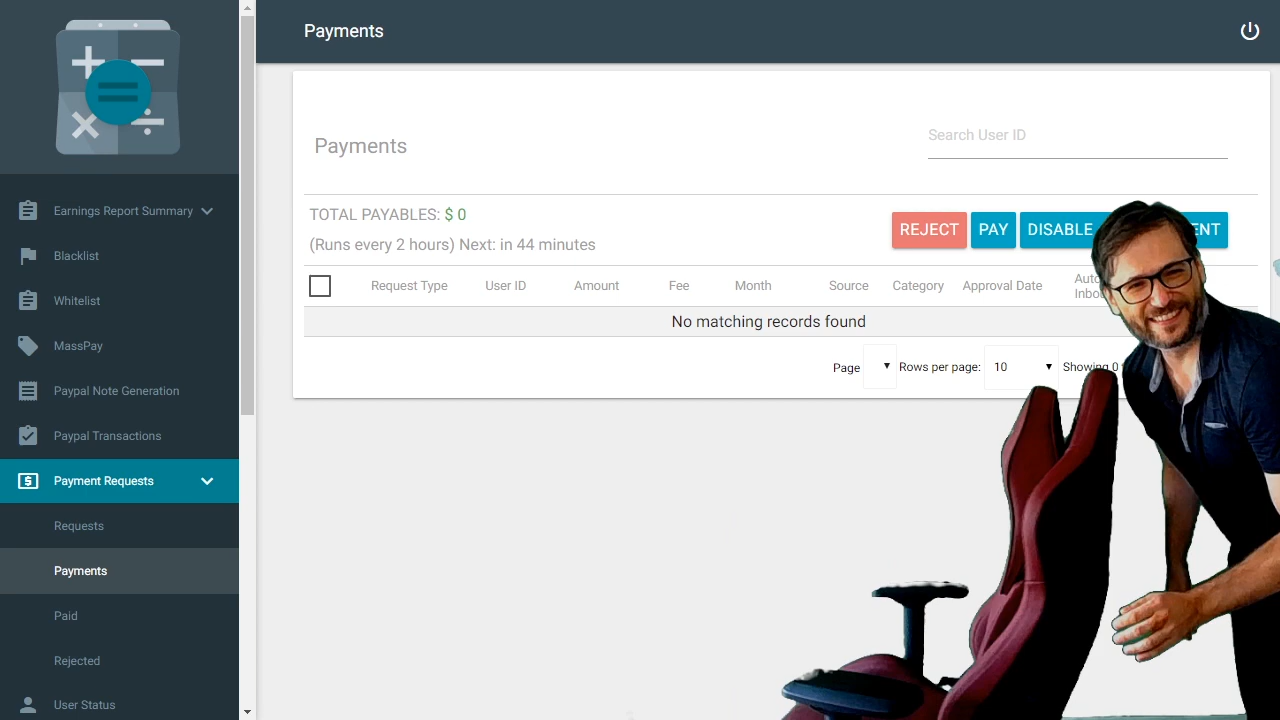 Payments
Earnings Report Summary
Blacklist
Whitelist
MassPay
Paypal Note Generation
Paypal Transactions
Payment Requests
Requests
Payments
Paid
Rejected
User Status
Payments
Search User ID
TOTAL PAYABLES: $ 0
(Runs every 2 hours) Next: in 44 minutes
REJECT PAY DISABLE
Request Type User ID Amount Fee Month Source Category Approval Date
No matching records found
Page Rows per page: 10 Showing 0